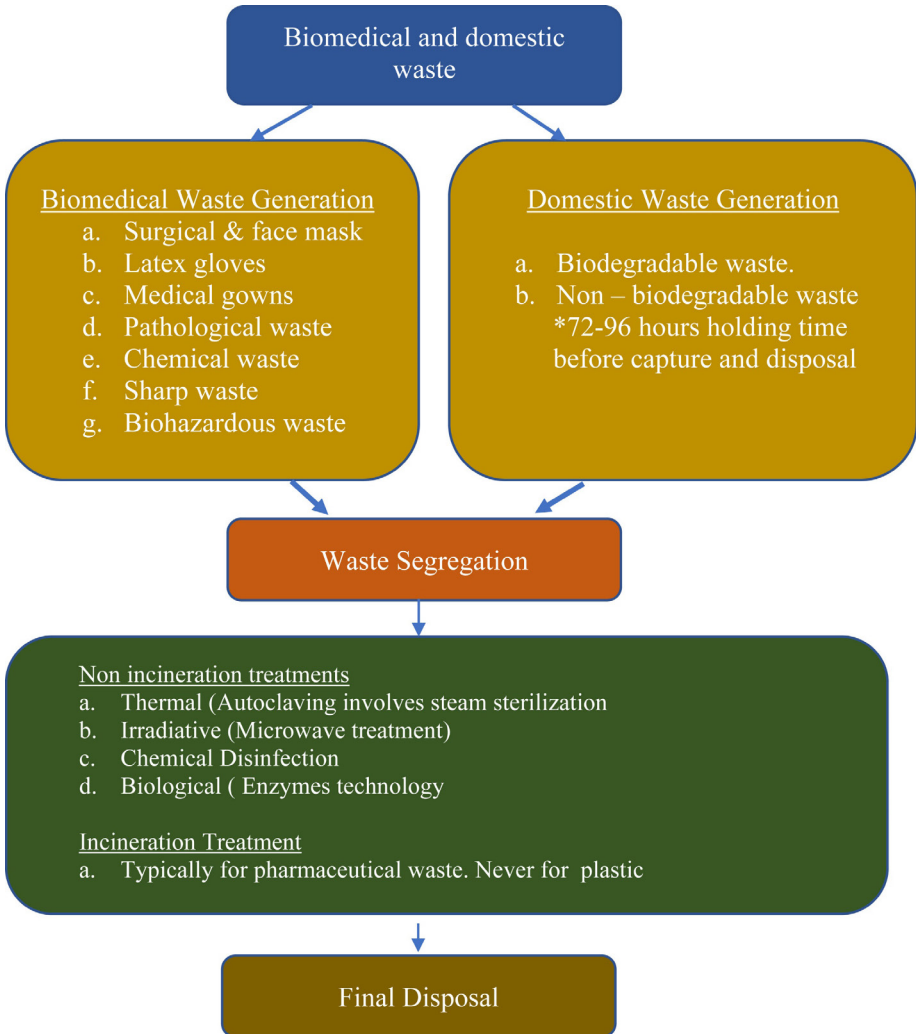 Biomedical and domestic
waste
Biomedical Waste Generation
a. Surgical & face mask
b. Latex gloves
c. Medical gowns
d. Pathological waste
e. Chemical waste
f. Sharp waste
g. Biohazardous waste
Domestic Waste Generation
a. Biodegradable waste.
b. Non – biodegradable waste
*72-96 hours holding time
before capture and disposal
Waste Segregation
Non incineration treatments
a. Thermal (Autoclaving involves steam sterilization
b. Irradiative (Microwave treatment)
c. Chemical Disinfection
d. Biological ( Enzymes technology
Incineration Treatment
a. Typically for pharmaceutical waste. Never for plastic
Final Disposal